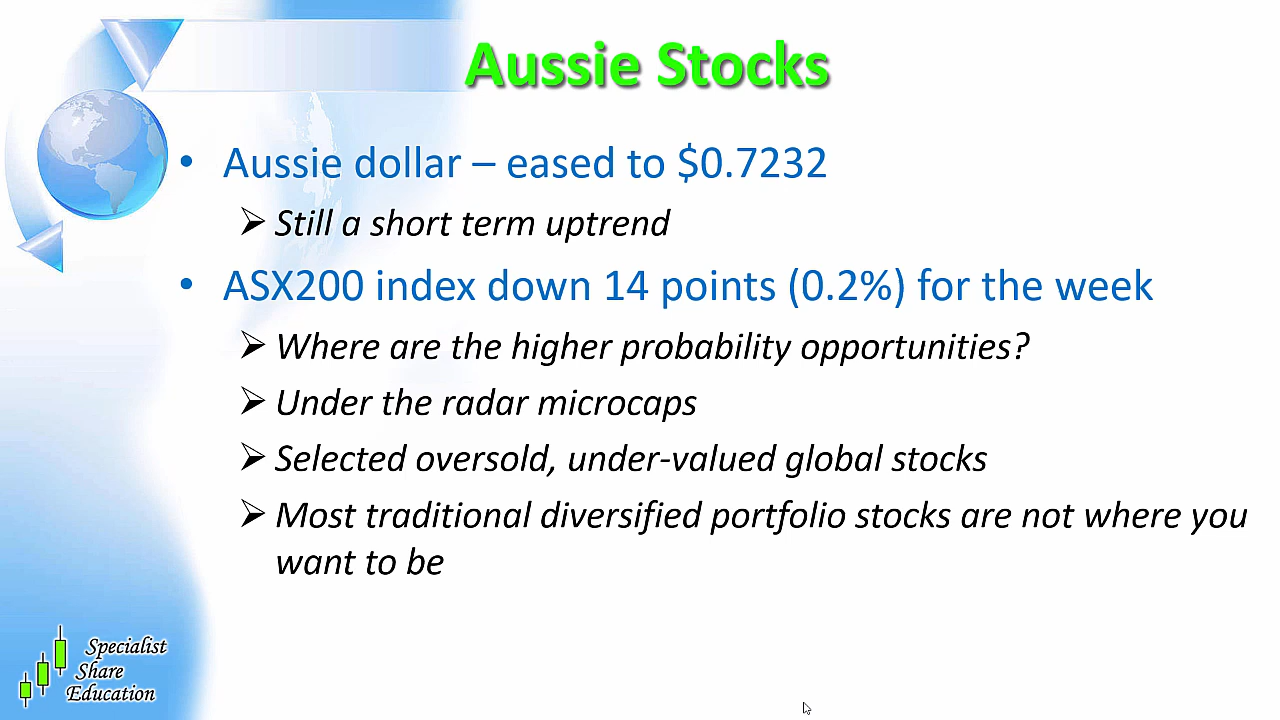 Aussie Stocks
• Aussie dollar – eased to $0.7232
➢ Still a short term uptrend
• ASX200 index down 14 points (0.2%) for the week
➢ Where are the higher probability opportunities?
➢ Under the radar microcaps
➢ Selected oversold, under-valued global stocks
➢ Most traditional diversified portfolio stocks are not where you
want to be
Specialist
Share
Education